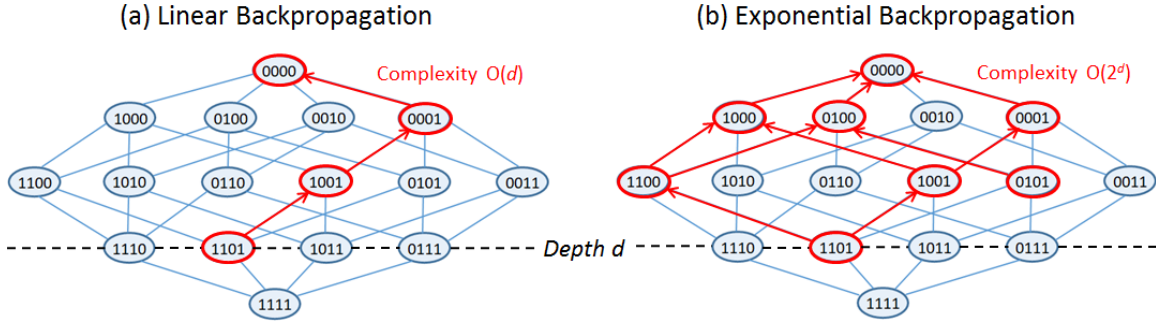 (a) Linear Backpropagation
(b) Exponential Backpropagation
0000
Complexity O(d)
1000 0100 0010 0001
1100 1010 0110 1001 0101 0011
1110 1101 1011 0111
1111
Depth d
0000
Complexity O(2ᵈ)
1000 0100 0010 0001
1100 1010 0110 1001 0101 0011
1110 1101 1011 0111
1111